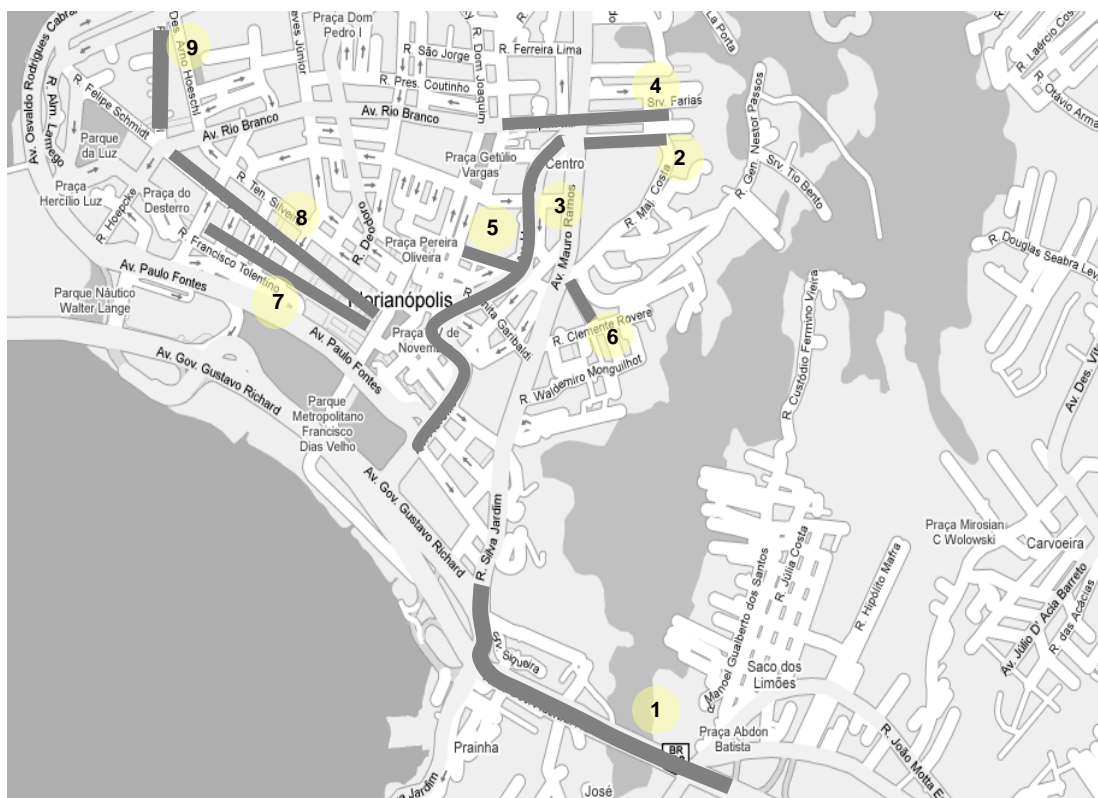 Praça Dom
Pedro I
R. São Jorge
R. Ferreira Lima
R. Pres. Coutinho
R. Dom Joaquim
Des. Arno Hoeschl
9
4
Srv. Farias
Av. Osvaldo Rodrigues Cabral
R. Felipe Schmidt
R. Alm. Lamego
Av. Rio Branco
Av. Rio Branco
R. Gen. Nestor Passos
R. Laércio
R. Otávio
La Porta
Parque
da Luz
Praça
Hercílio Luz
Praça do
Desterro
R. Hoepcke
R. Ten. Silveira
8
R. Deodoro
Praça Getúlio
Vargas
Centro
2
R. Maj. Costa
Srv. Tio Bento
3
5
Av. Mauro Ramos
Praça Pereira
Oliveira
R. Francisco Tolentino
Av. Paulo Fontes
7
Florianópolis
Parque Náutico
Walter Lange
R. Douglas Seabra
Av. Gov. Gustavo Richard
Av. Paulo Fontes
Garibaldi
R. Clemente Rovere
6
R. Waldemiro Monguilhot
R. Custódio Fermino Vieira
Av. Des.
Parque
Metropolitano
Francisco
Dias Velho
Av. Gov. Gustavo Richard
R. Silva Jardim
R. Manoel Gualberto dos Santos
R. Júlia Costa
R. Hipólito Mafra
Praça Mirosian
C Wolowski
Carvoeira
Av. Júlio D' Acia Barreto
R. das Acácias
Srv. Siqueira
Saco dos
Limões
1
BR
Praça Abdon
Batista
R. João Motta
Prainha
José
Jardim